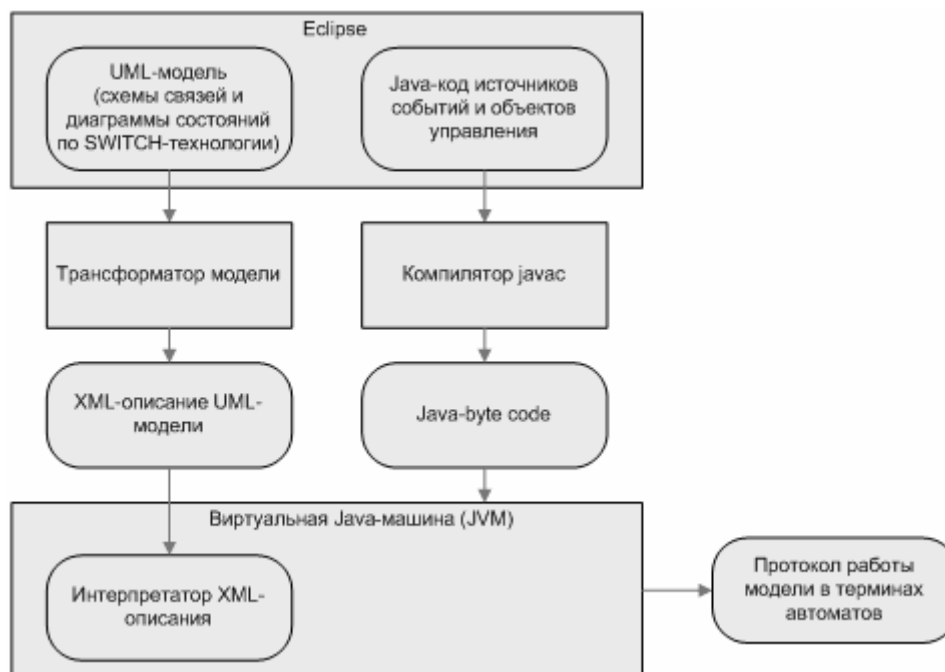 Eclipse
UML-модель
(схемы связей и
диаграммы состояний
по SWITCH-технологии)
Java-код источников
событий и объектов
управления
Трансформатор модели
Компилятор javac
XML-описание UML-
модели
Java-byte code
Виртуальная Java-машина (JVM)
Интерпретатор XML-
описания
Протокол работы
модели в терминах
автоматов